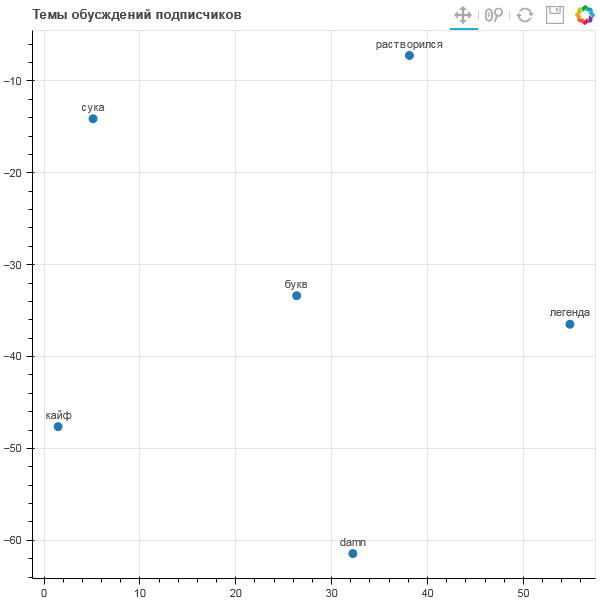 Темы обусждений подписчиков
растворился
−10
сука
−20
−30
букв
легенда
−40
кайф
−50
damn
−60
0
10
20
30
40
50